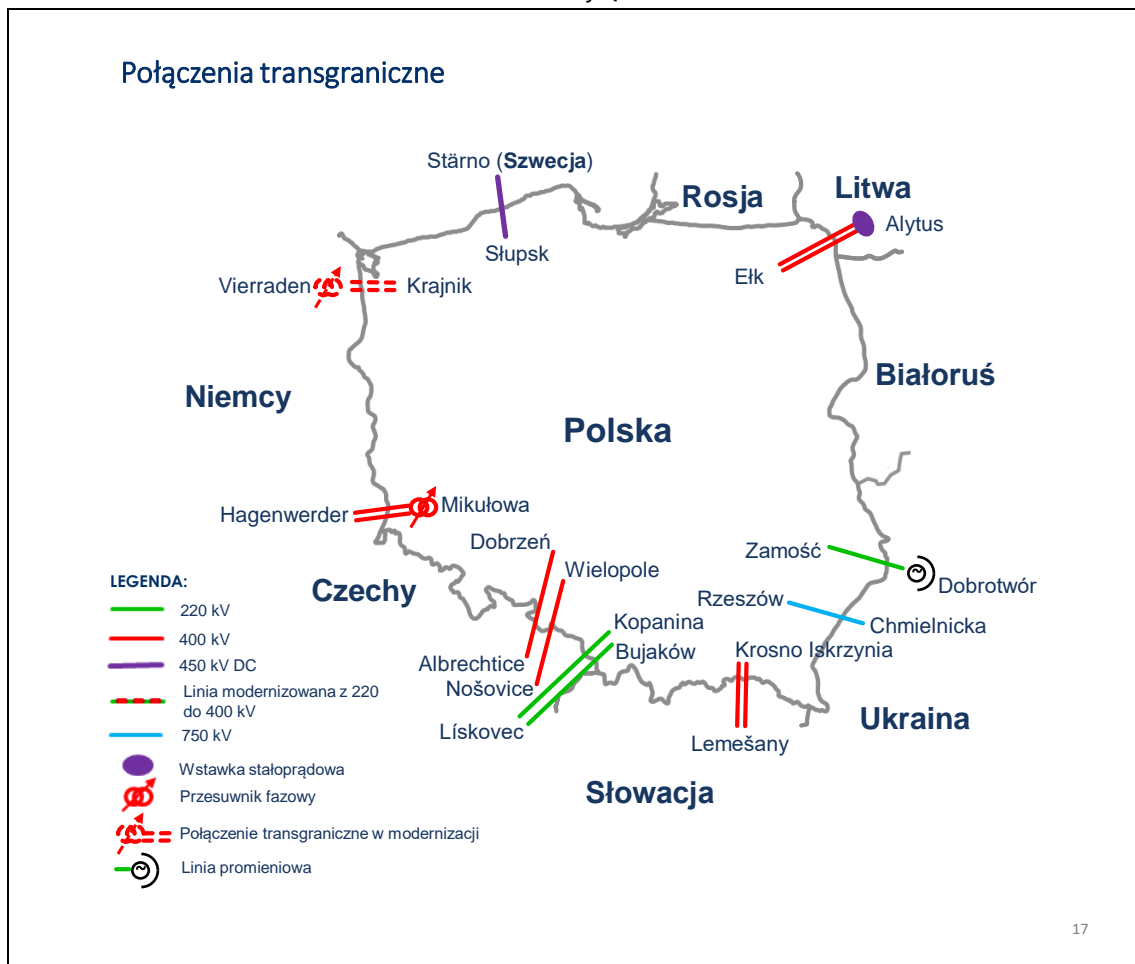 Połączenia transgraniczne
Stärno (Szwecja)
Rosja
Litwa
Alytus
Słupsk
Ełk
Vierraden
Krajnik
Białoruś
Niemcy
Polska
Hagenwerder
Mikułowa
Dobrzeń
Zamość
Wielopole
Dobrotwór
LEGENDA:
Czechy
Rzeszów
220 kV
Kopanina
Chmielnicka
400 kV
Bujaków
Krosno Iskrzynia
450 kV DC
Albrechtice
Nošovice
Linia modernizowana z 220
do 400 kV
Ukraina
Lískovec
750 kV
Lemešany
Wstawka stałoprądowa
Słowacja
Przesuwnik fazowy
Połączenie transgraniczne w modernizacji
Linia promieniowa
17